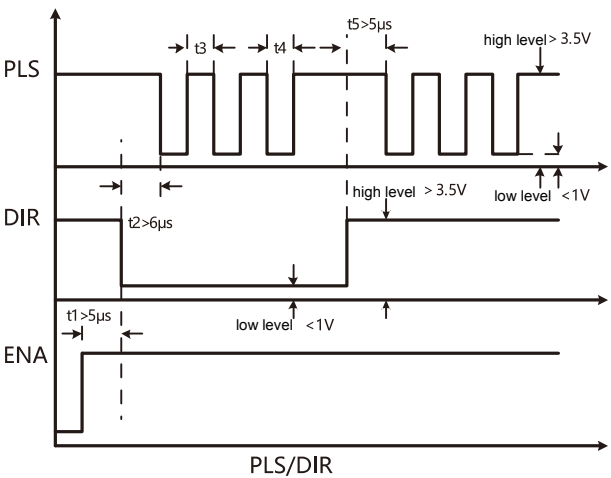 t5>5μs
t3
t4
high level > 3.5V
PLS
low level <1V
high level > 3.5V
DIR
t2>6μs
t1>5μs
low level <1V
ENA
PLS/DIR